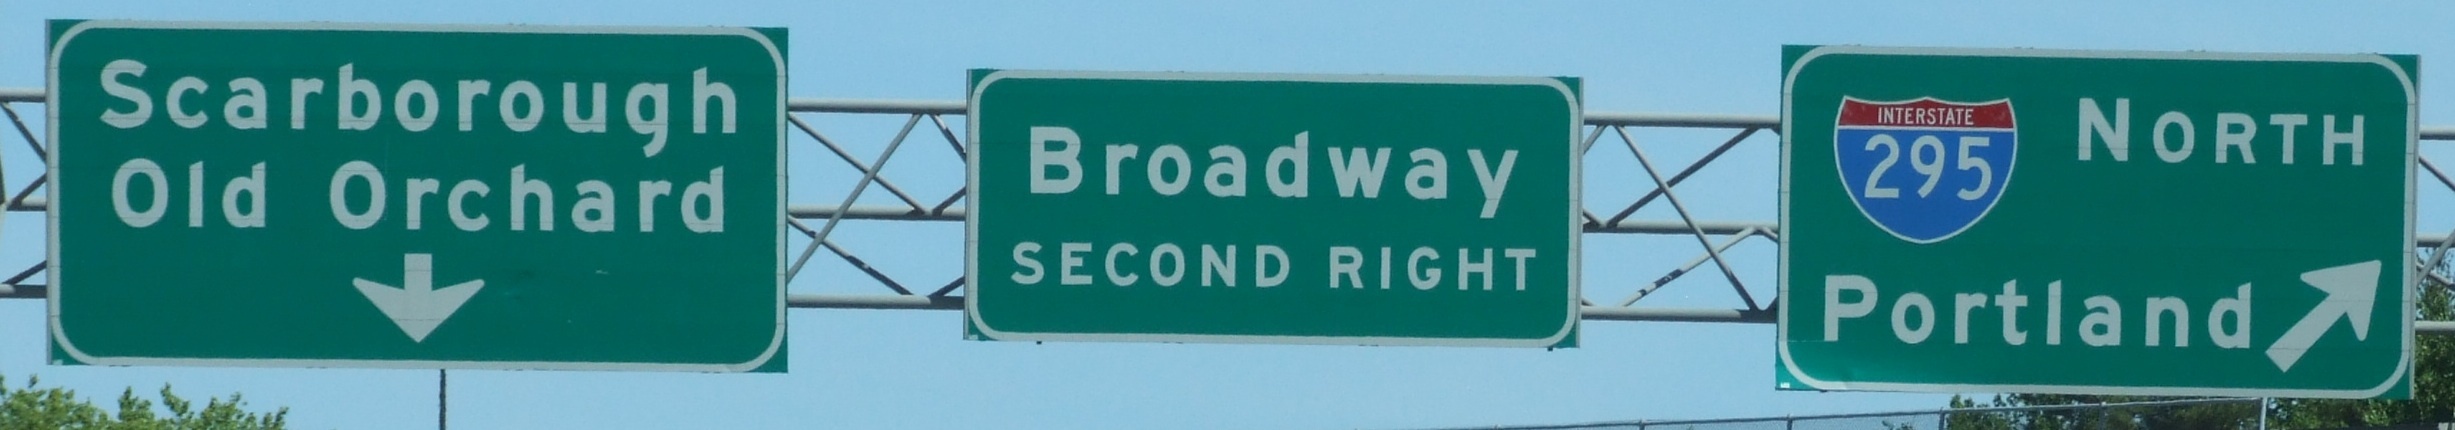 Scarborough
Old Orchard
Broadway
SECOND RIGHT
INTERSTATE
295 NORTH
Portland